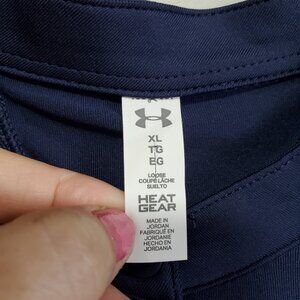 XL
TG
EG
LOOSE
COUPE LÂCHE
SUELTO
HEAT
GEAR
MADE IN
JORDAN
FABRIQUÉ EN
JORDANIE
HECHO EN
JORDANIA